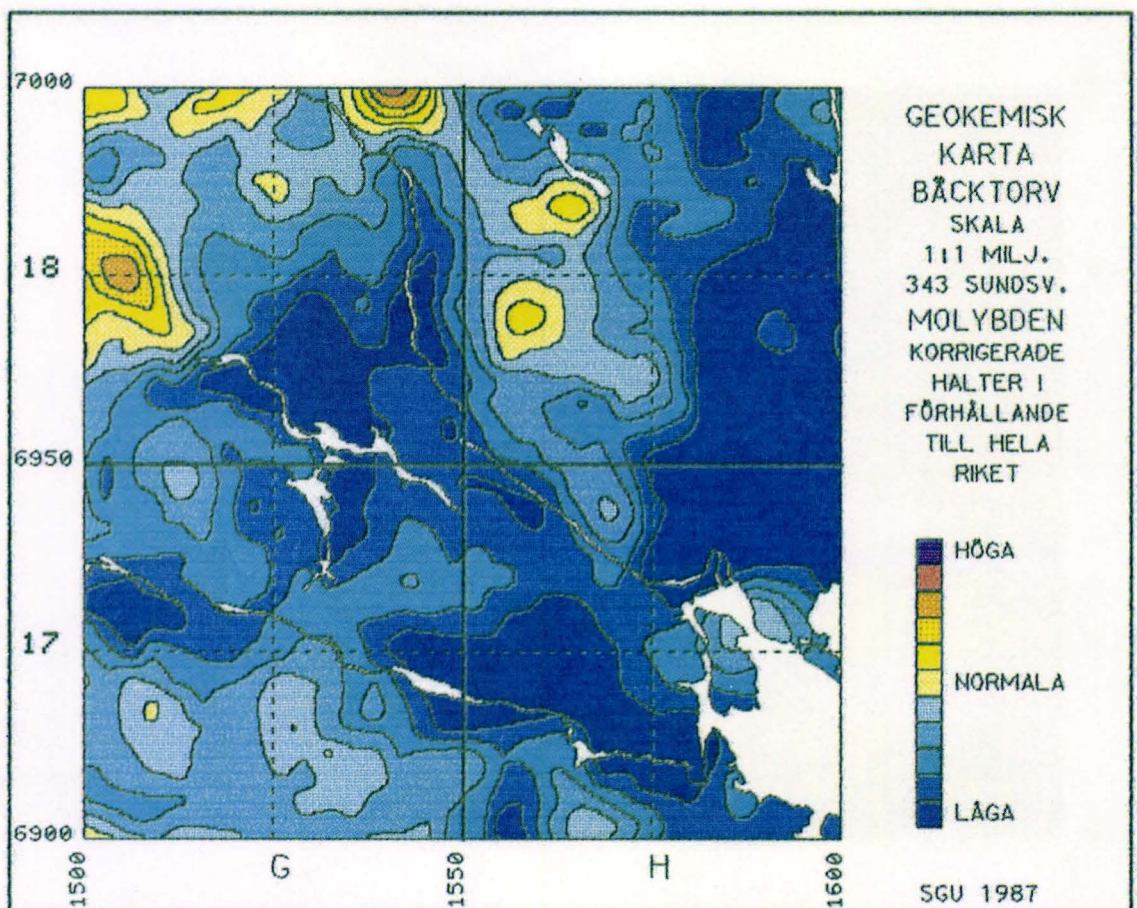 7000
18
6950
17
6900
1500
G
1550
H
1600
GEOKEMISK
KARTA
BÄCKTORV
SKALA
1:1 MILJ.
343 SUNDSV.
MOLYBDEN
KORRIGERADE
HALTER I
FÖRHÅLLANDE
TILL HELA
RIKET
HÖGA
NORMALA
LÅGA
SGU 1987